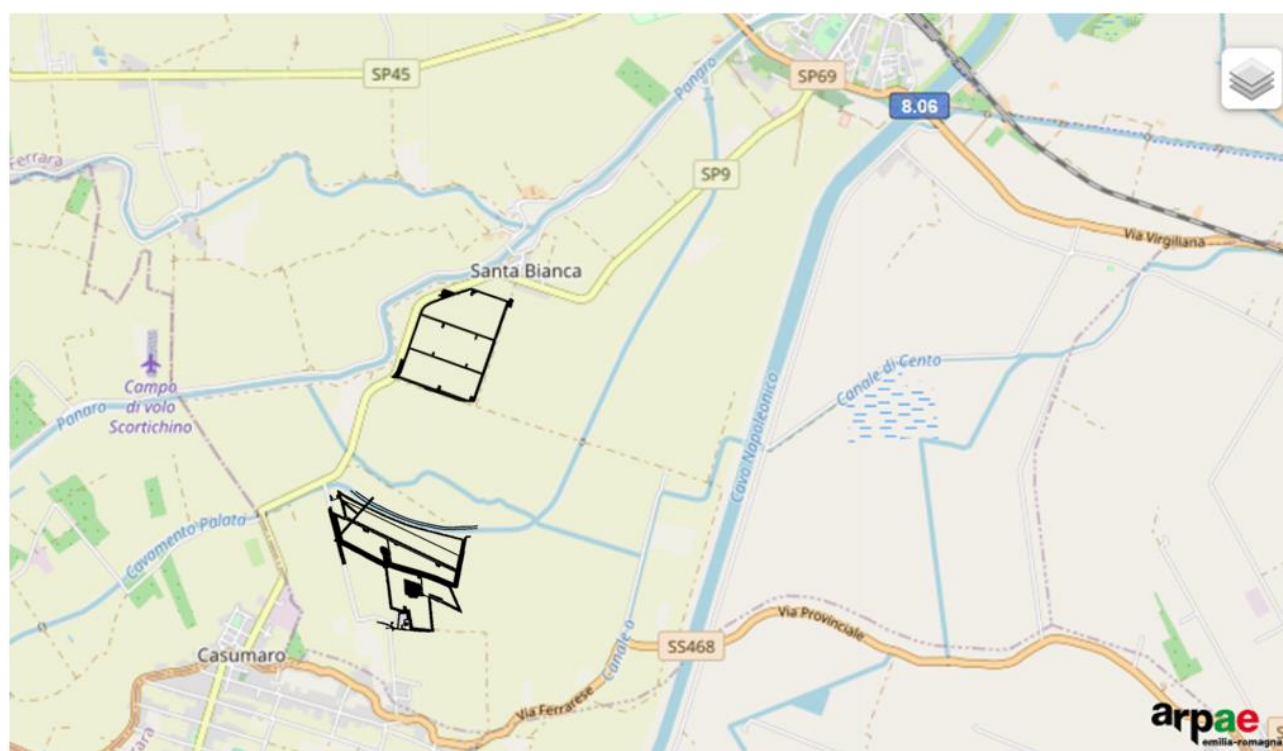 SP45
Panaro
SP69
8.06
Ferrara
SP9
Via Virgiliana
Santa Bianca
Campo
di volo
Scortichino
Panaro
Canale di Cento
Cavo Napoleonico
Cavamento Palata
Via Provinciale
SS468
Casumaro
Canale o
Via Ferrarese
arpae
emilia-romagna